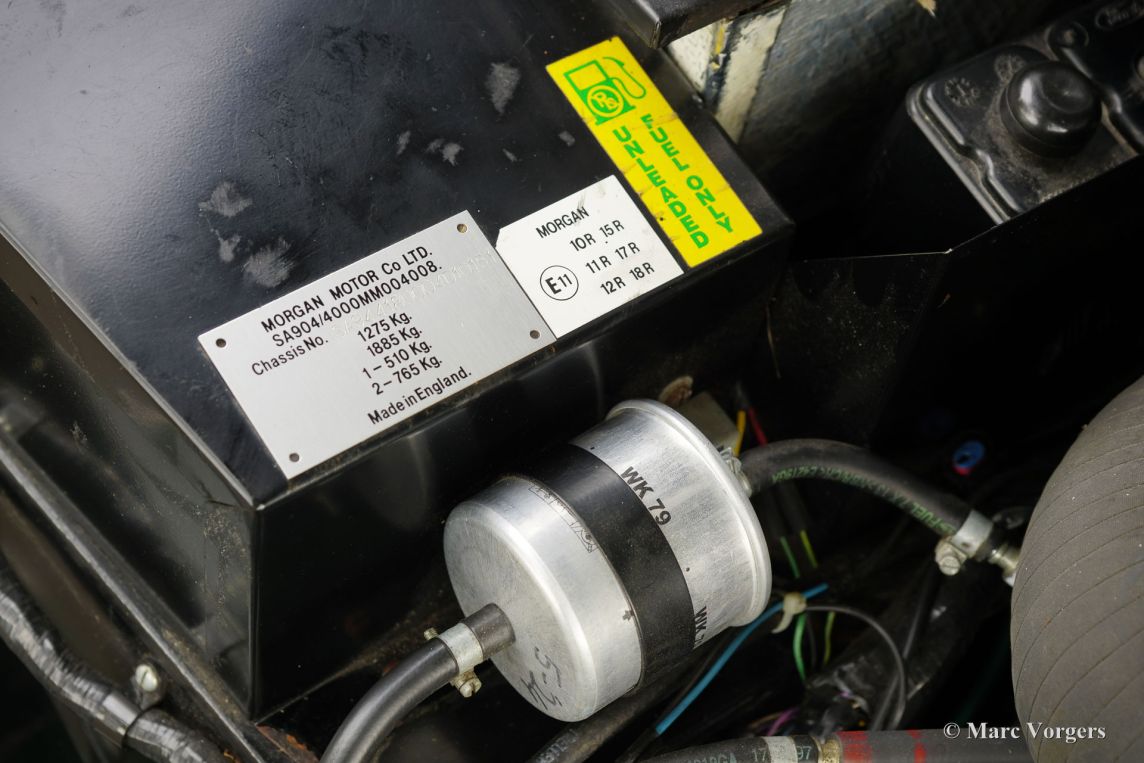 FUEL ONLY
UNLEADED
MORGAN
10R 15R
11R 17R
12R 18R
E11
MORGAN MOTOR Co LTD.
SA904/4000MM004008.
Chassis No.
1275 Kg.
1885 Kg.
1 – 510 Kg.
2 – 765 Kg.
Made in England.
WK 79
© Marc Vorgers